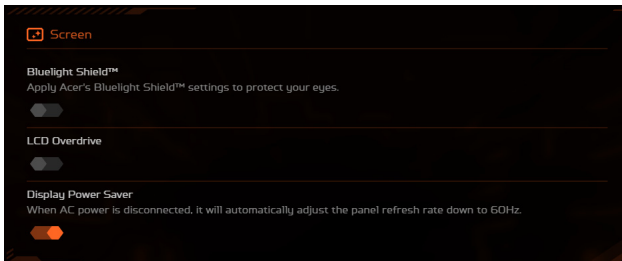 Screen
Bluelight Shield™
Apply Acer's Bluelight Shield™ settings to protect your eyes.
LCD Overdrive
Display Power Saver
When AC power is disconnected, it will automatically adjust the panel refresh rate down to 60Hz.